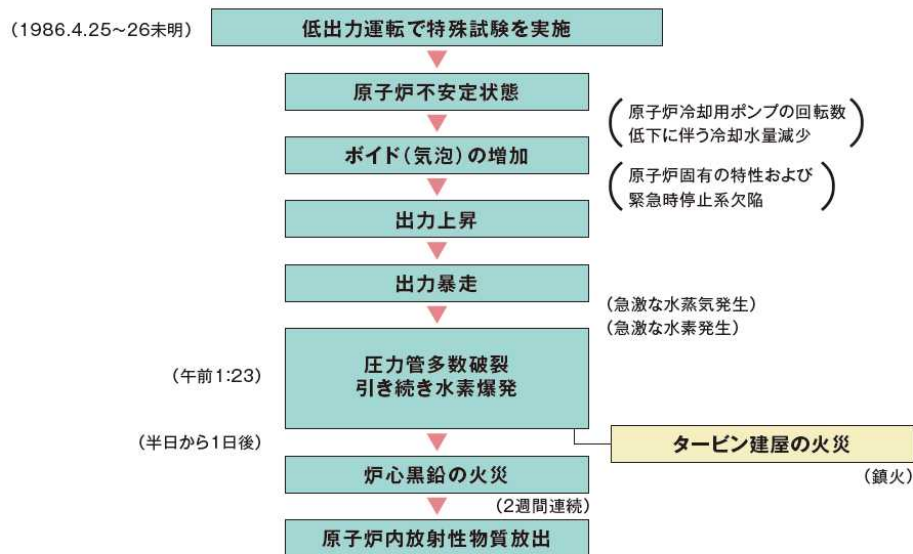 (1986.4.25～26未明)
低出力運転で特殊試験を実施
原子炉不安定状態
(原子炉冷却用ポンプの回転数
低下に伴う冷却水量減少)
ボイド(気泡)の増加
(原子炉固有の特性および
緊急時停止系欠陥)
出力上昇
出力暴走
(急激な水蒸気発生)
(急激な水素発生)
(午前1:23)
圧力管多数破裂
引き続き水素爆発
(半日から1日後)
タービン建屋の火災
(鎮火)
炉心黒鉛の火災
(2週間連続)
原子炉内放射性物質放出